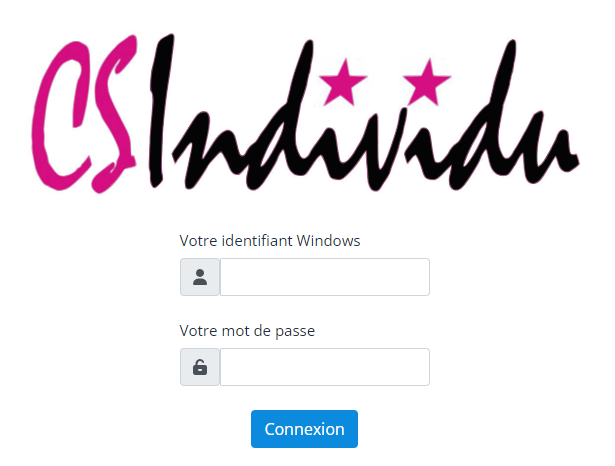 CSIndividu
Votre identifiant Windows
Votre mot de passe
Connexion